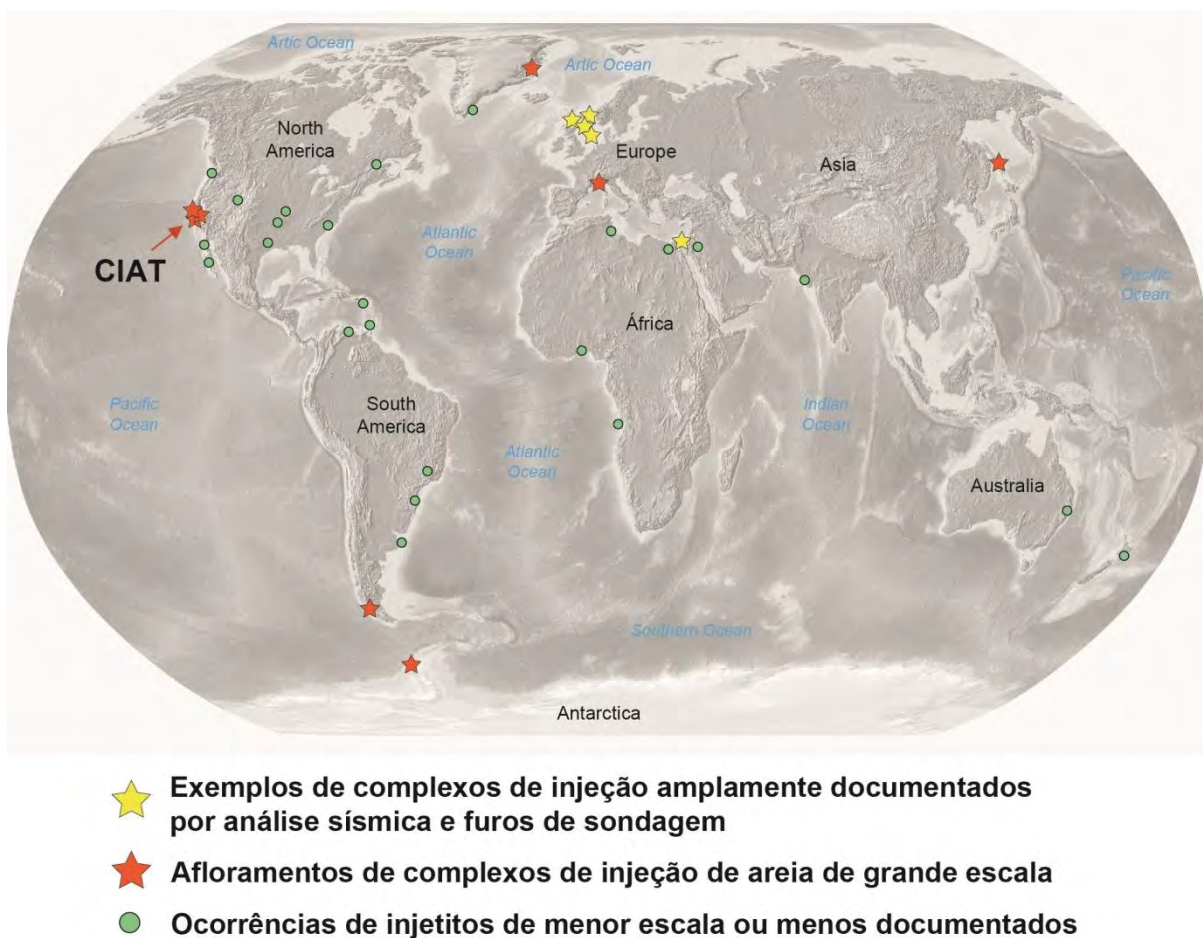 Artic Ocean
Artic Ocean
North
America
Europe
Asia
CIAT
Atlantic
Ocean
Pacific
Ocean
África
Pacific
Ocean
South
America
Indian
Ocean
Atlantic
Ocean
Australia
Southern Ocean
Antarctica
Exemplos de complexos de injeção amplamente documentados
por análise sísmica e furos de sondagem
Afloramentos de complexos de injeção de areia de grande escala
Ocorrências de injetitos de menor escala ou menos documentados